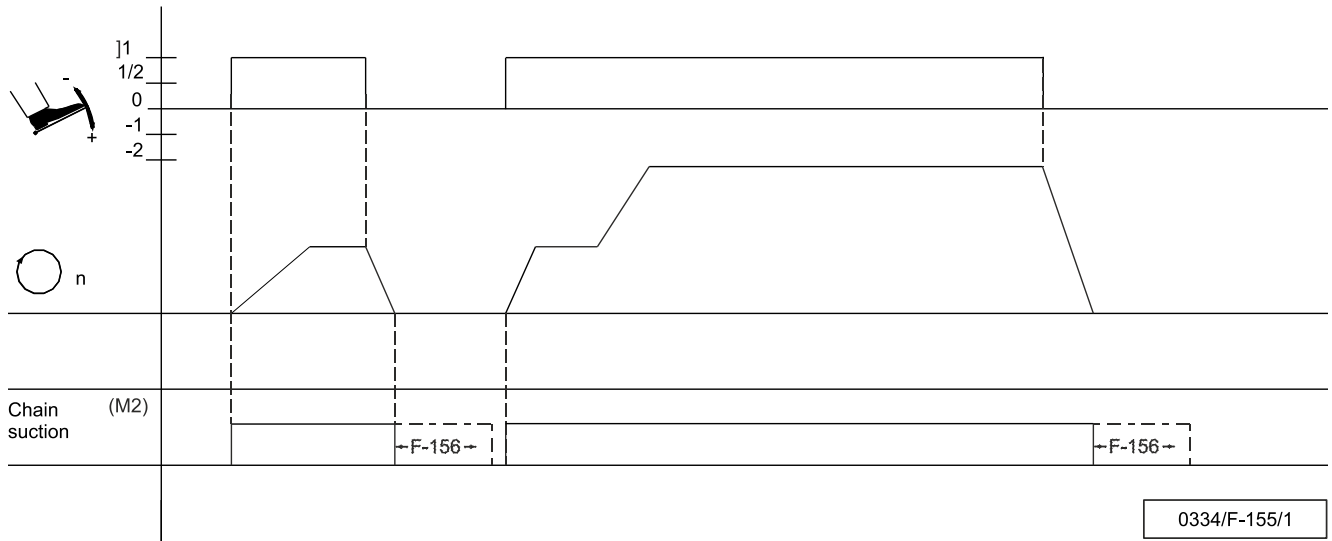 ]1
1/2
0
-1
-2
-
+
n
Chain (M2)
suction
F-156
F-156
0334/F-155/1